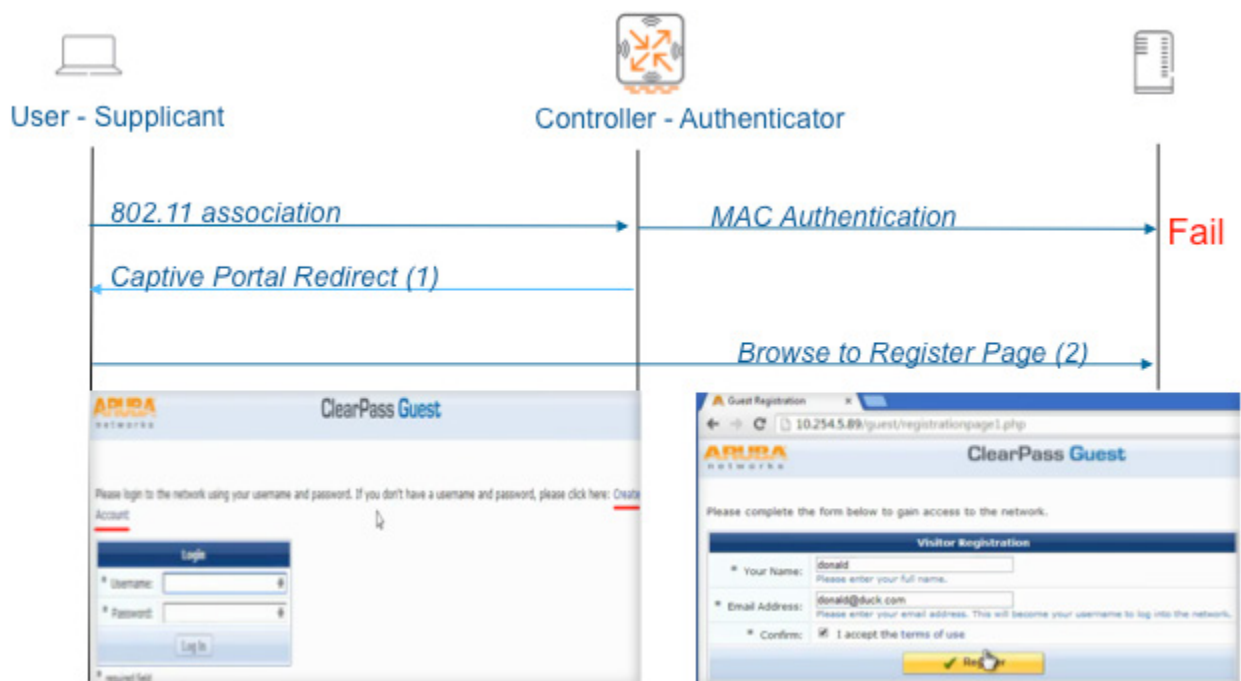 User - Supplicant
Controller - Authenticator
802.11 association
MAC Authentication
Fail
Captive Portal Redirect (1)
Browse to Register Page (2)
ARUBA
networks
ClearPass Guest
Please login to the network using your username and password. If you don't have a username and password, please click here: Create
Account
Login
* Username:
* Password:
Log In
* required field
Guest Registration ×
10.254.5.89/guest/registrationpage1.php
ARUBA
networks
ClearPass Guest
Please complete the form below to gain access to the network.
Visitor Registration
* Your Name: donald
Please enter your full name.
* Email Address: donald@duck.com
Please enter your email address. This will become your username to log into the network.
* Confirm: I accept the terms of use
Register